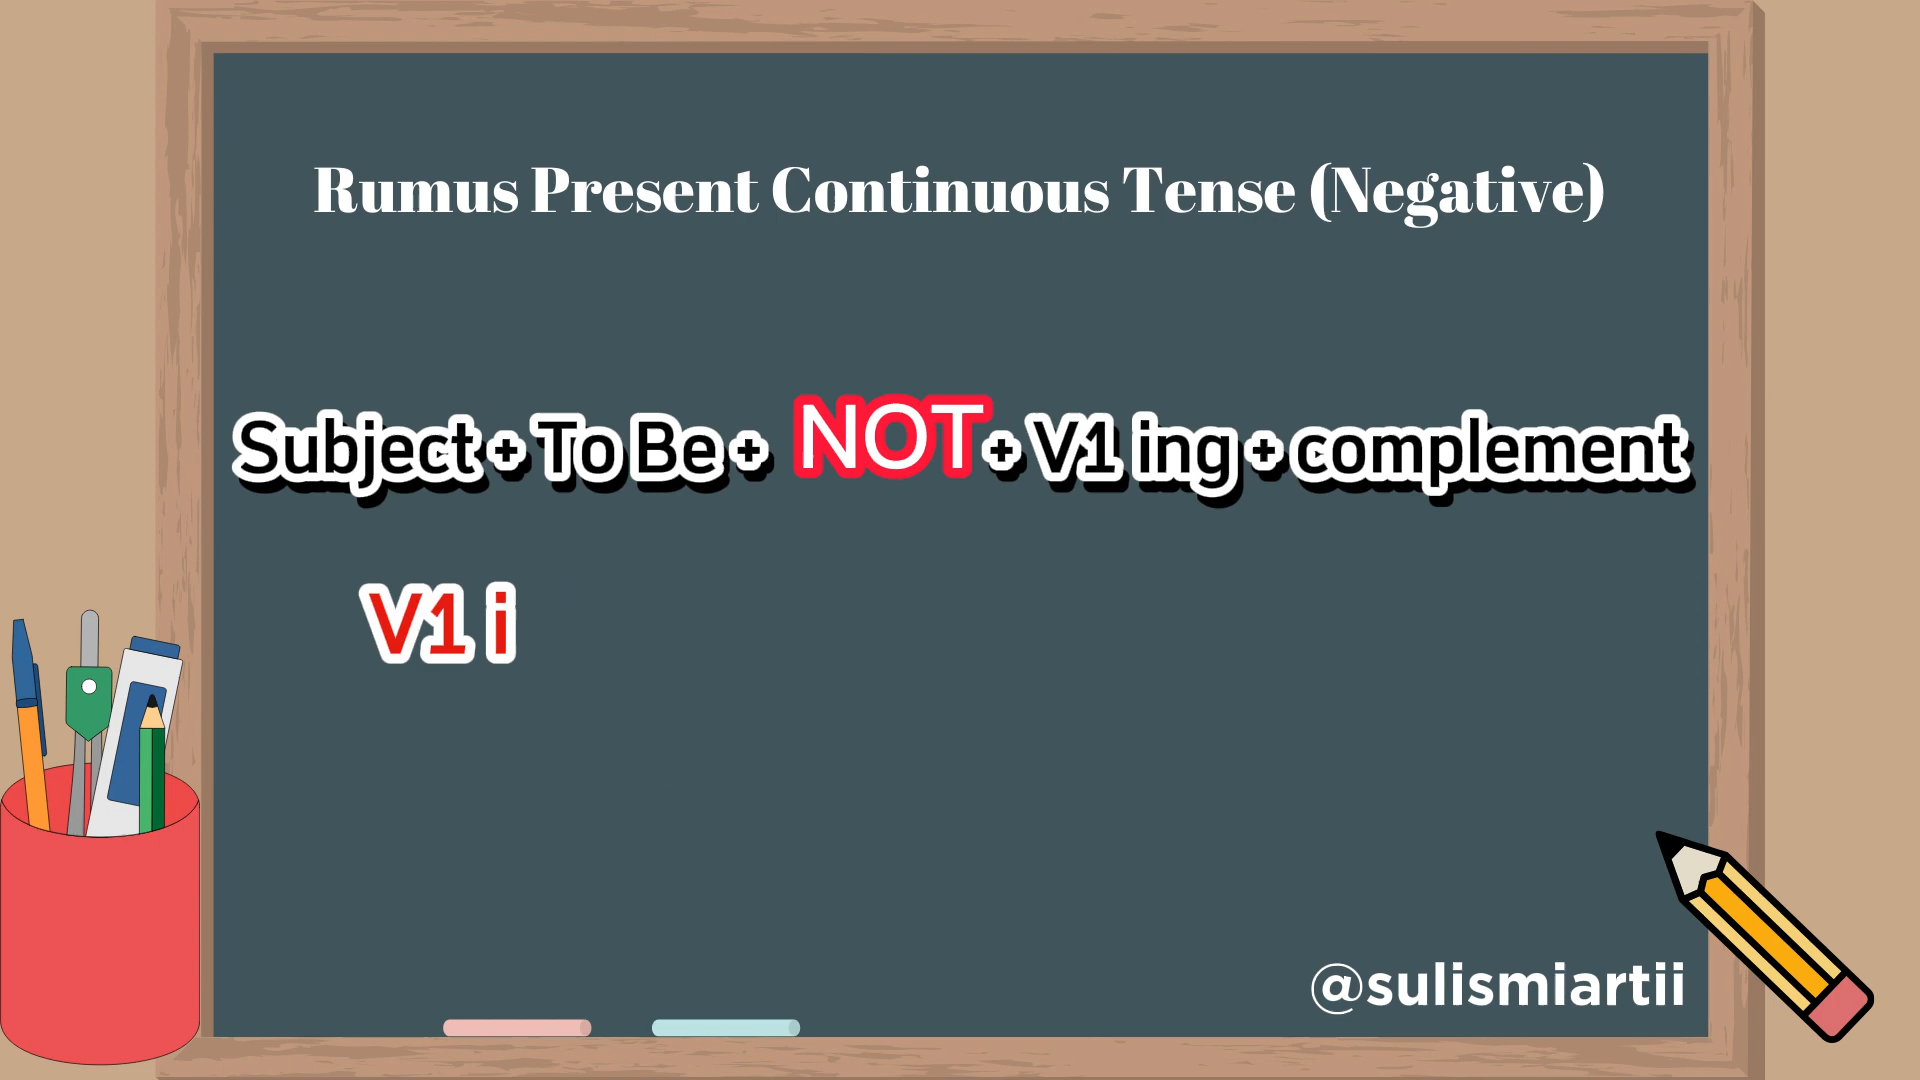 Rumus Present Continuous Tense (Negative)
Subject + To Be + NOT + V1 ing + complement
V1 i
@sulismiartii